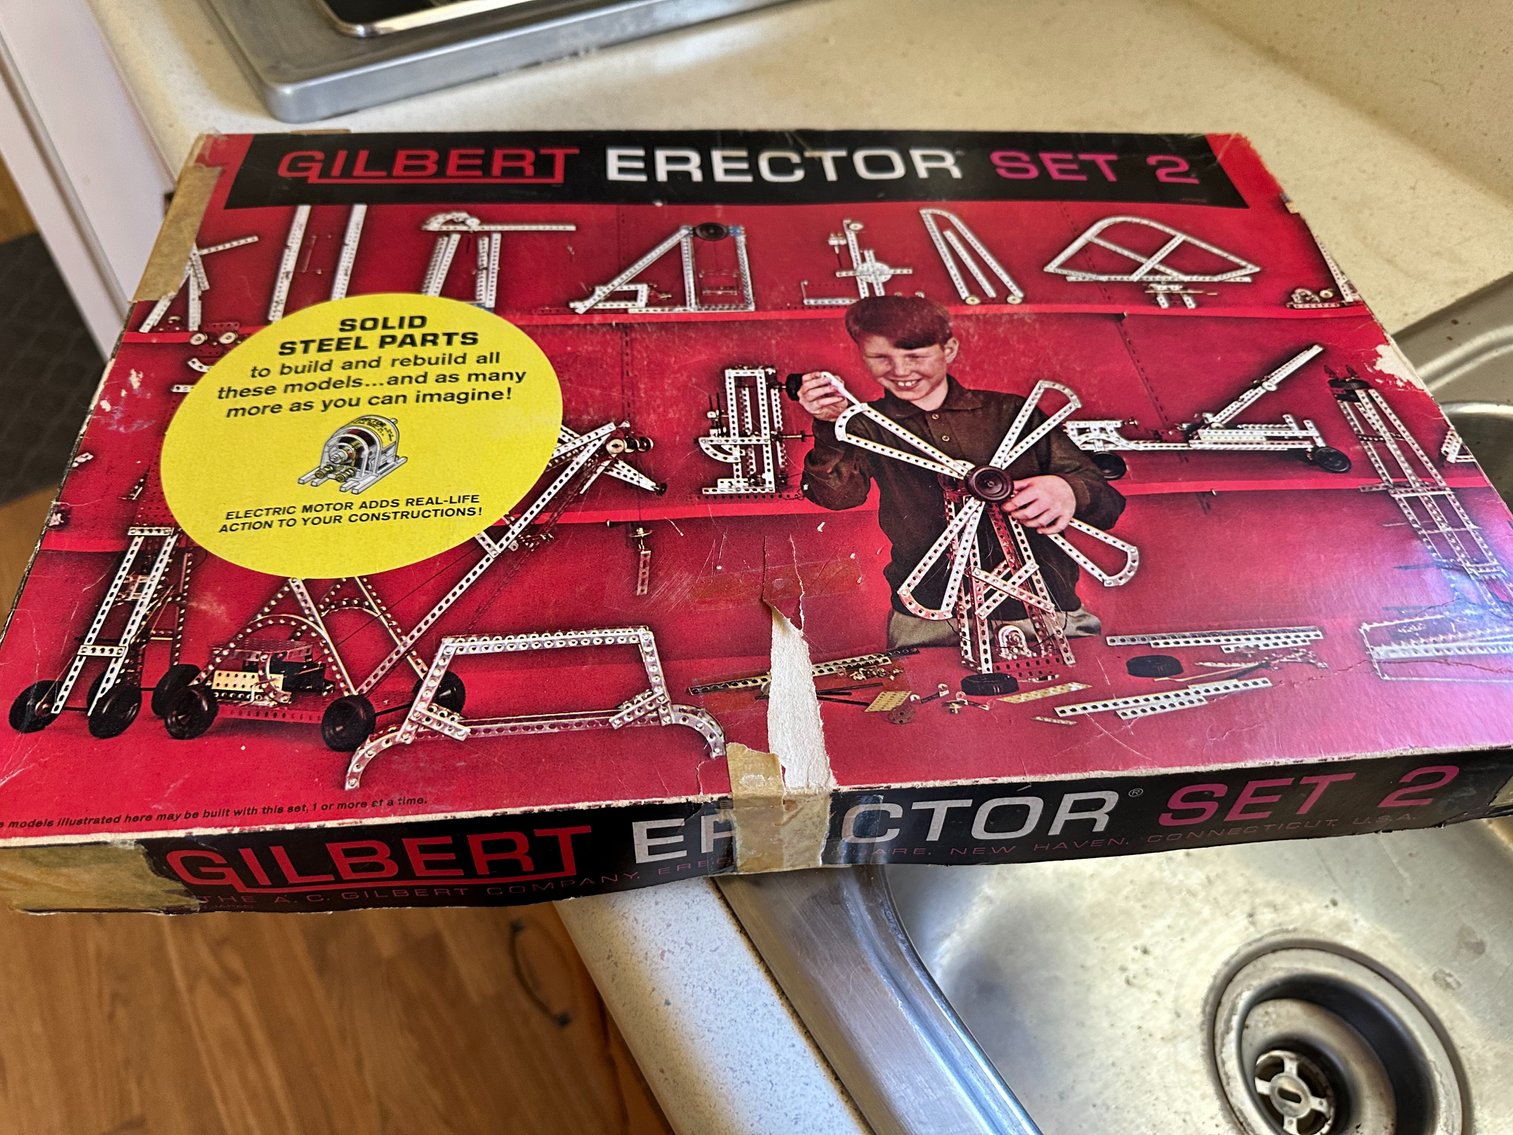 GILBERT ERECTOR SET 2
SOLID
STEEL PARTS
to build and rebuild all
these models...and as many
more as you can imagine!
ELECTRIC MOTOR ADDS REAL-LIFE
ACTION TO YOUR CONSTRUCTIONS!
models illustrated here may be built with this set, 1 or more at a time.
GILBERT ER CTOR® SET 2
THE A. C. GILBERT COMPANY, NEW HAVEN, CONNECTICUT, U.S.A.